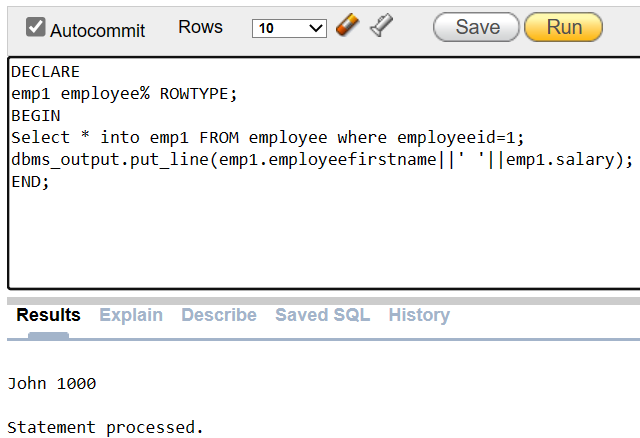 Autocommit Rows 10 Save Run
DECLARE
emp1 employee% ROWTYPE;
BEGIN
Select * into emp1 FROM employee where employeeid=1;
dbms_output.put_line(emp1.employeefirstname||' '||emp1.salary);
END;
Results Explain Describe Saved SQL History
John 1000
Statement processed.